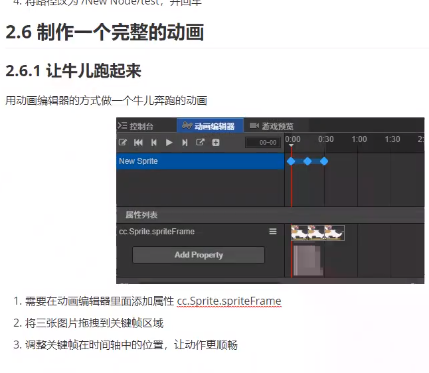 4. 将路径改为 /New Node/test，并回车
2.6 制作一个完整的动画
2.6.1 让牛儿跑起来
用动画编辑器的方式做一个牛儿奔跑的动画
控制台 动画编辑器 游戏预览
00-00 0:00 0:30 1:00 1:30 2:
New Sprite
属性列表
cc.Sprite.spriteFrame
Add Property
1. 需要在动画编辑器里面添加属性 cc.Sprite.spriteFrame
2. 将三张图片拖拽到关键帧区域
3. 调整关键帧在时间轴中的位置，让动作更顺畅